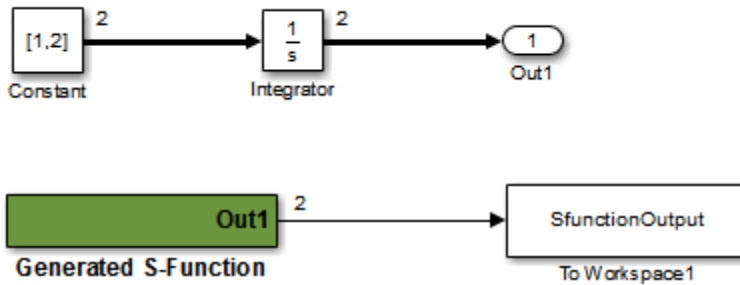 2
2
[1,2]
1
s
1
Constant
Integrator
Out1
2
Out1
SfunctionOutput
Generated S-Function
To Workspace1